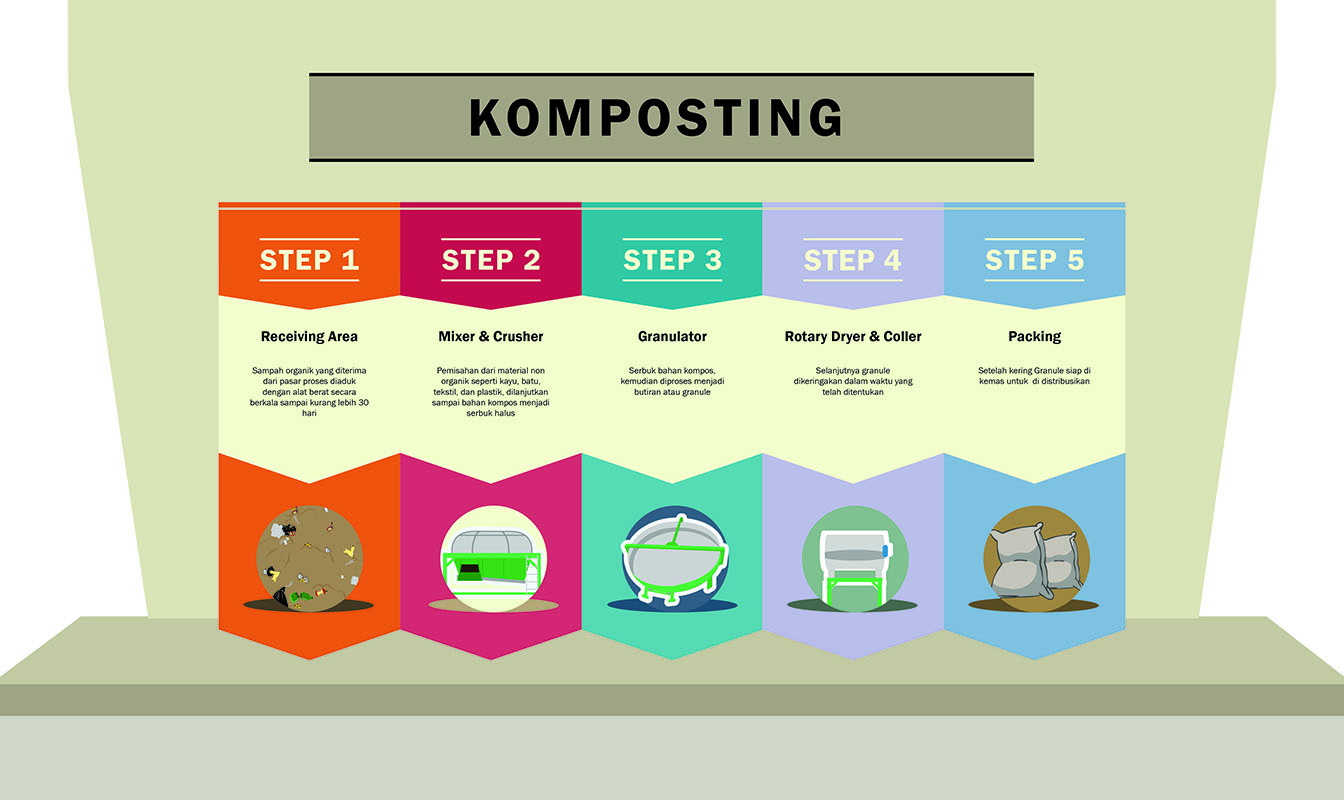 KOMPOSTING
STEP 1
Receiving Area
Sampah organik yang diterima
dari pasar proses diaduk
dengan alat berat secara
berkala sampai kurang lebih 30
hari
STEP 2
Mixer & Crusher
Pemisahan dari material non
organik seperti kayu, batu,
tekstil, dan plastik, dilanjutkan
sampai bahan kompos menjadi
serbuk halus
STEP 3
Granulator
Serbuk bahan kompos,
kemudian diproses menjadi
butiran atau granule
STEP 4
Rotary Dryer & Coller
Selanjutnya granule
dikeringakan dalam waktu yang
telah ditentukan
STEP 5
Packing
Setelah kering Granule siap di
kemas untuk  di distribusikan